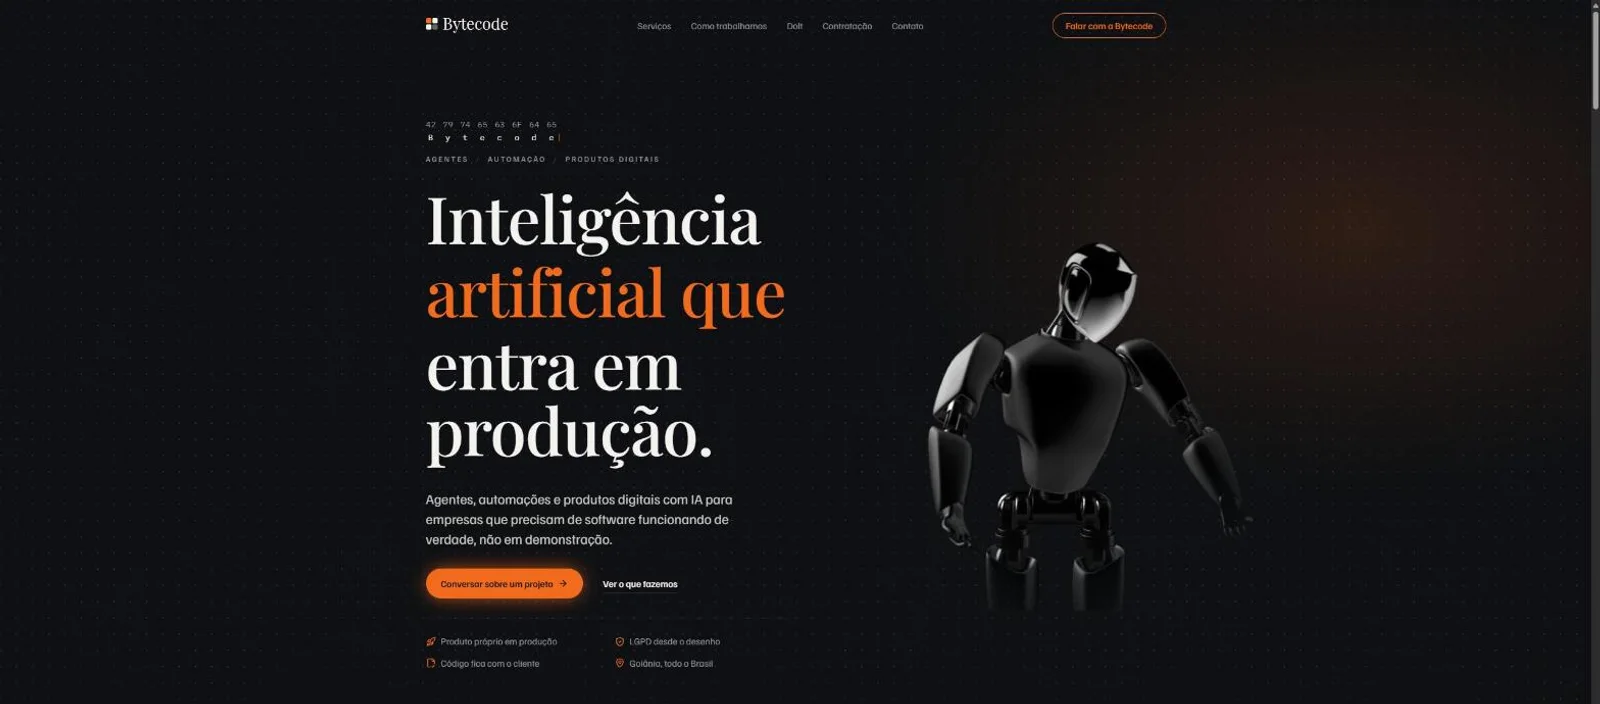 Bytecode
Serviços Como trabalhamos DoIt Contratação Contato
Falar com a Bytecode
47 79 74 65 63 6F 64 65
B y t e c o d e
AGENTES / AUTOMAÇÃO / PRODUTOS DIGITAIS
Inteligência
artificial que
entra em
produção.
Agentes, automações e produtos digitais com IA para
empresas que precisam de software funcionando de
verdade, não em demonstração.
Conversar sobre um projeto →
Ver o que fazemos
Produto próprio em produção
LGPD desde o desenho
Código fica com o cliente
Goiânia, todo o Brasil